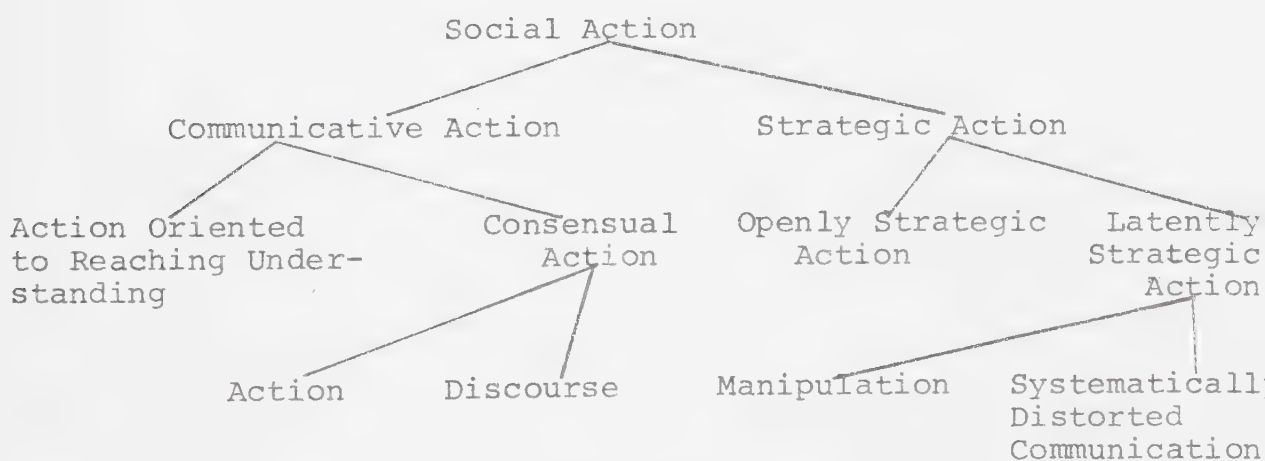 Social Action
Communicative Action Strategic Action
Action Oriented
to Reaching Under-
standing
Consensual
Action
Openly Strategic
Action
Latently
Strategic
Action
Action Discourse Manipulation Systematically
Distorted
Communication